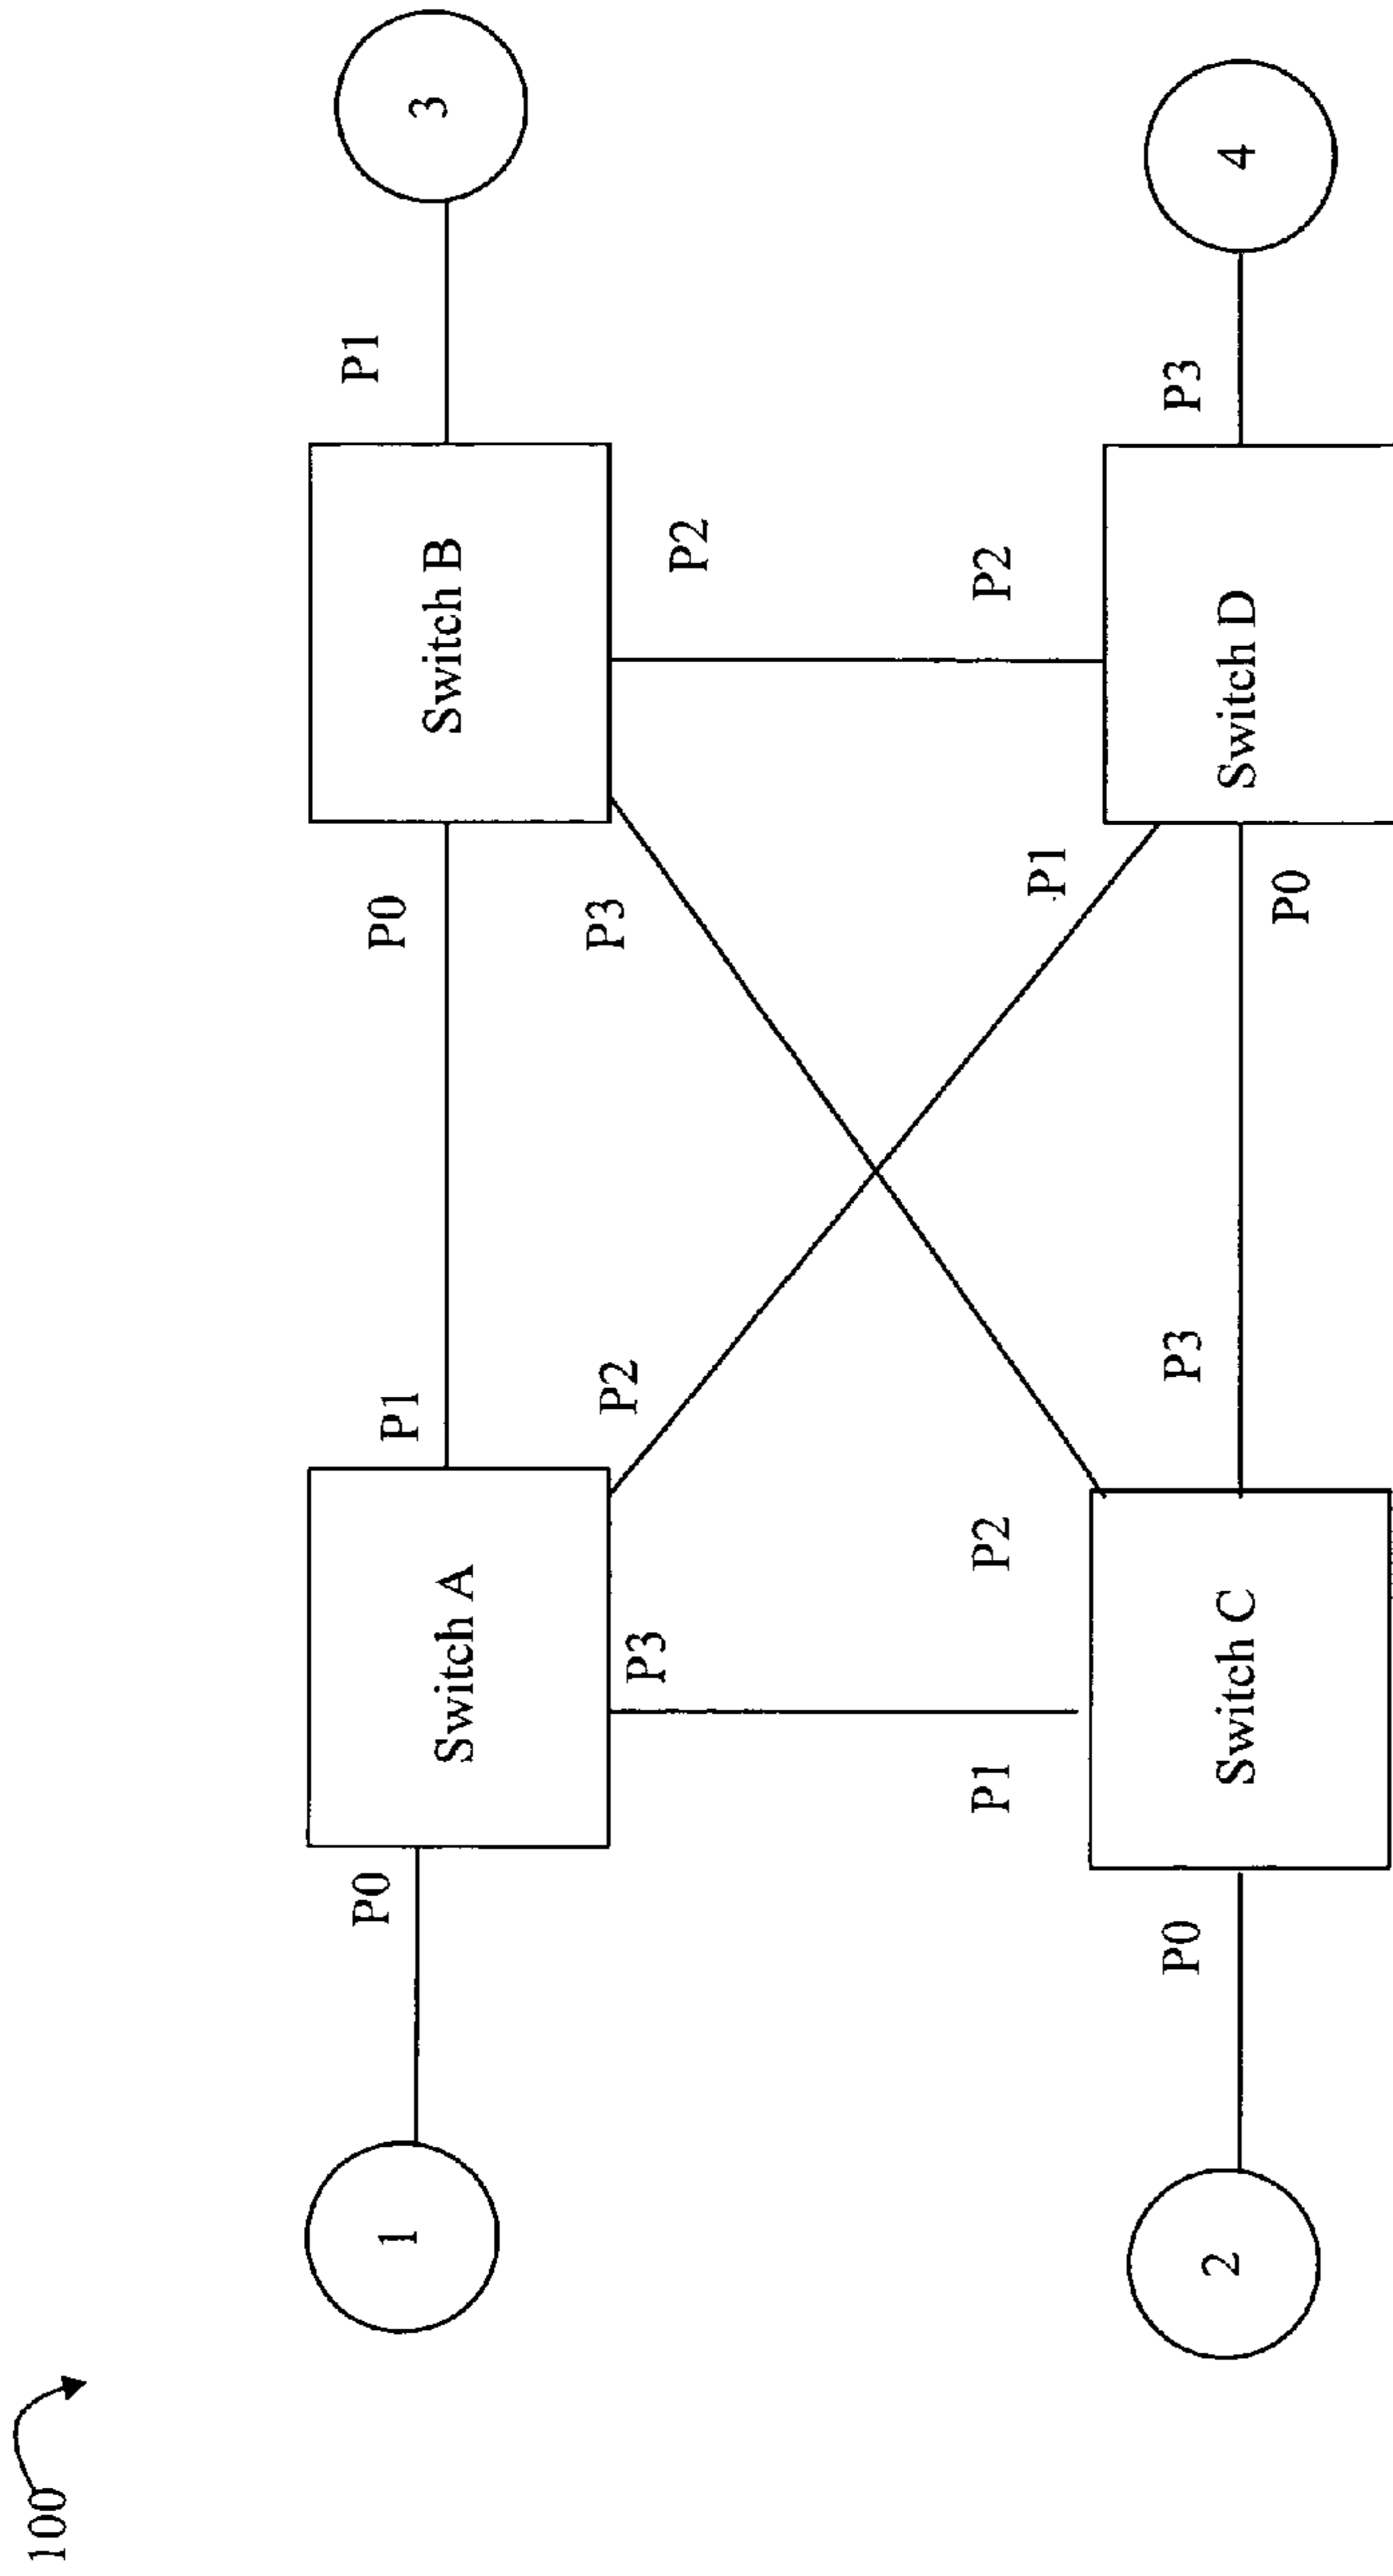 100
1
P0
Switch A
P1
P2
P3
P0
Switch B
P1
P3
P2
3
2
P0
Switch C
P1
P2
P3
P1
P2
P0
Switch D
P3
4